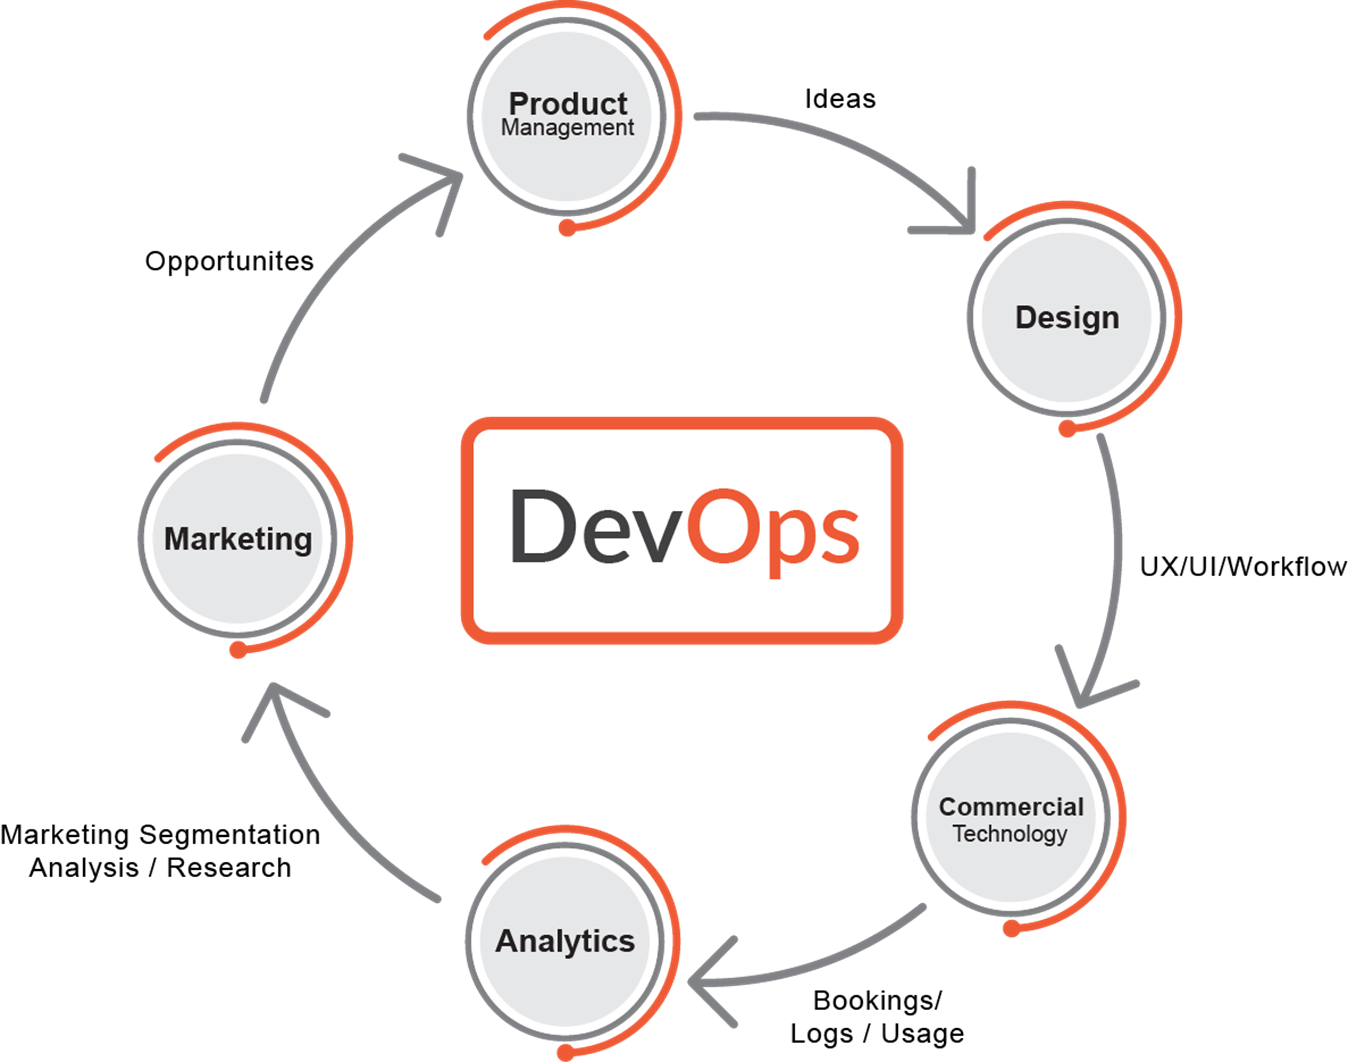 Product
Management
Ideas
Design
UX/UI/Workflow
Commercial
Technology
Bookings/
Logs / Usage
Analytics
Marketing Segmentation
Analysis / Research
Marketing
Opportunites
DevOps